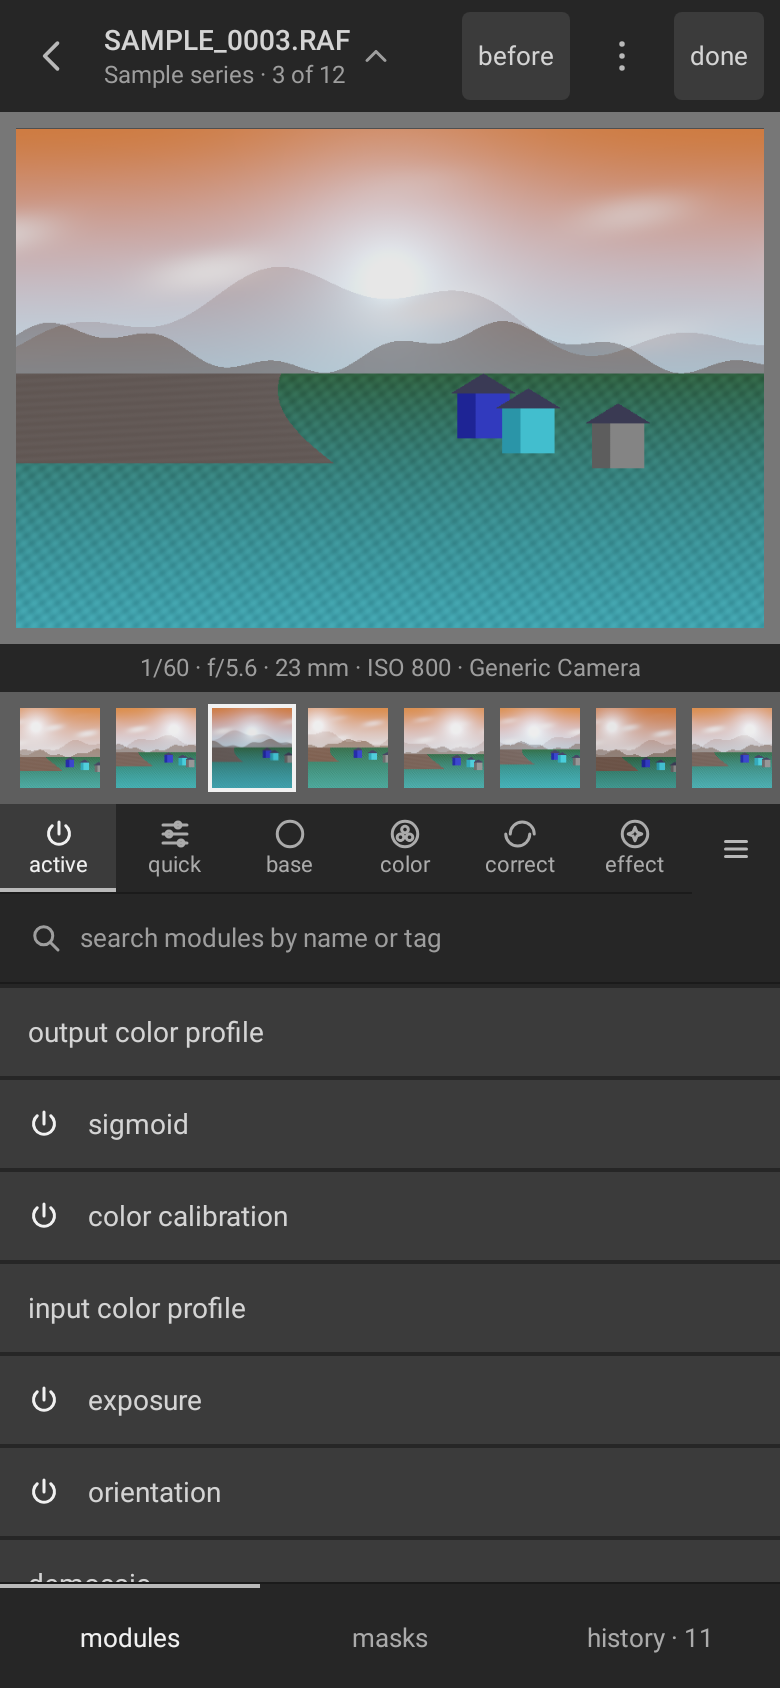 SAMPLE_0003.RAF
Sample series · 3 of 12
before
done
1/60 · f/5.6 · 23 mm · ISO 800 · Generic Camera
active
quick
base
color
correct
effect
search modules by name or tag
output color profile
sigmoid
color calibration
input color profile
exposure
orientation
modules
masks
history · 11